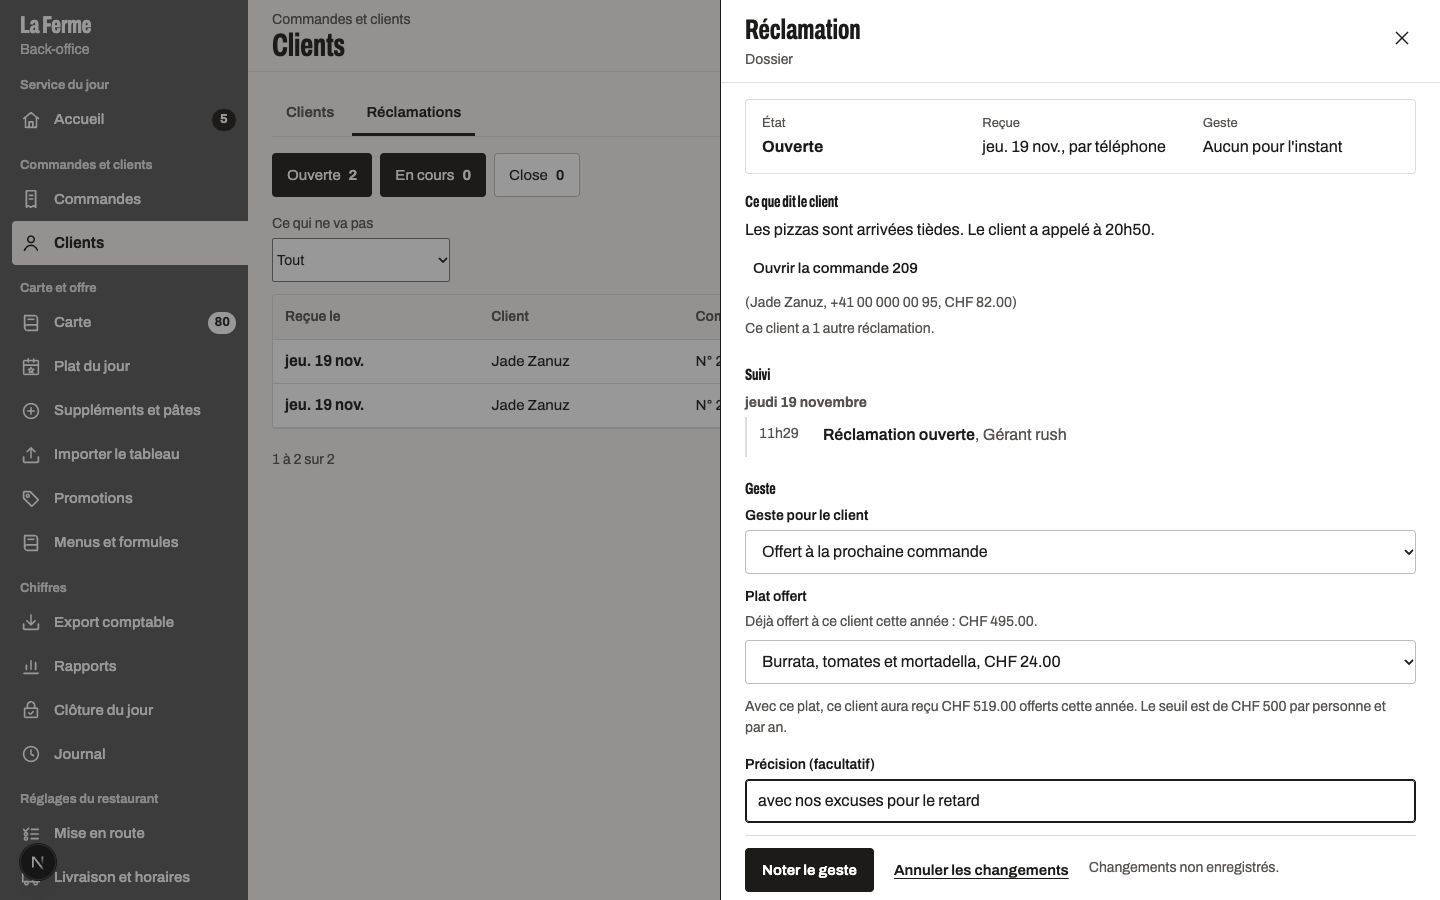 La Ferme
Back-office
Service du jour
Accueil 5
Commandes et clients
Commandes
Clients
Carte et offre
Carte 80
Plat du jour
Suppléments et pâtes
Importer le tableau
Promotions
Menus et formules
Chiffres
Export comptable
Rapports
Clôture du jour
Journal
Réglages du restaurant
Mise en route
N
Livraison et horaires
Commandes et clients
Clients
Clients Réclamations
Ouverte 2 En cours 0 Close 0
Ce qui ne va pas
Tout
Reçue le Client
jeu. 19 nov. Jade Zanuz N° 2
jeu. 19 nov. Jade Zanuz N° 2
1 à 2 sur 2
Réclamation
Dossier
État Reçue Geste
Ouverte jeu. 19 nov., par téléphone Aucun pour l'instant
Ce que dit le client
Les pizzas sont arrivées tièdes. Le client a appelé à 20h50.
Ouvrir la commande 209
(Jade Zanuz, +41 00 000 00 95, CHF 82.00)
Ce client a 1 autre réclamation.
Suivi
jeudi 19 novembre
11h29 Réclamation ouverte, Gérant rush
Geste
Geste pour le client
Offert à la prochaine commande
Plat offert
Déjà offert à ce client cette année : CHF 495.00.
Burrata, tomates et mortadella, CHF 24.00
Avec ce plat, ce client aura reçu CHF 519.00 offerts cette année. Le seuil est de CHF 500 par personne et
par an.
Précision (facultatif)
avec nos excuses pour le retard
Noter le geste Annuler les changements Changements non enregistrés.